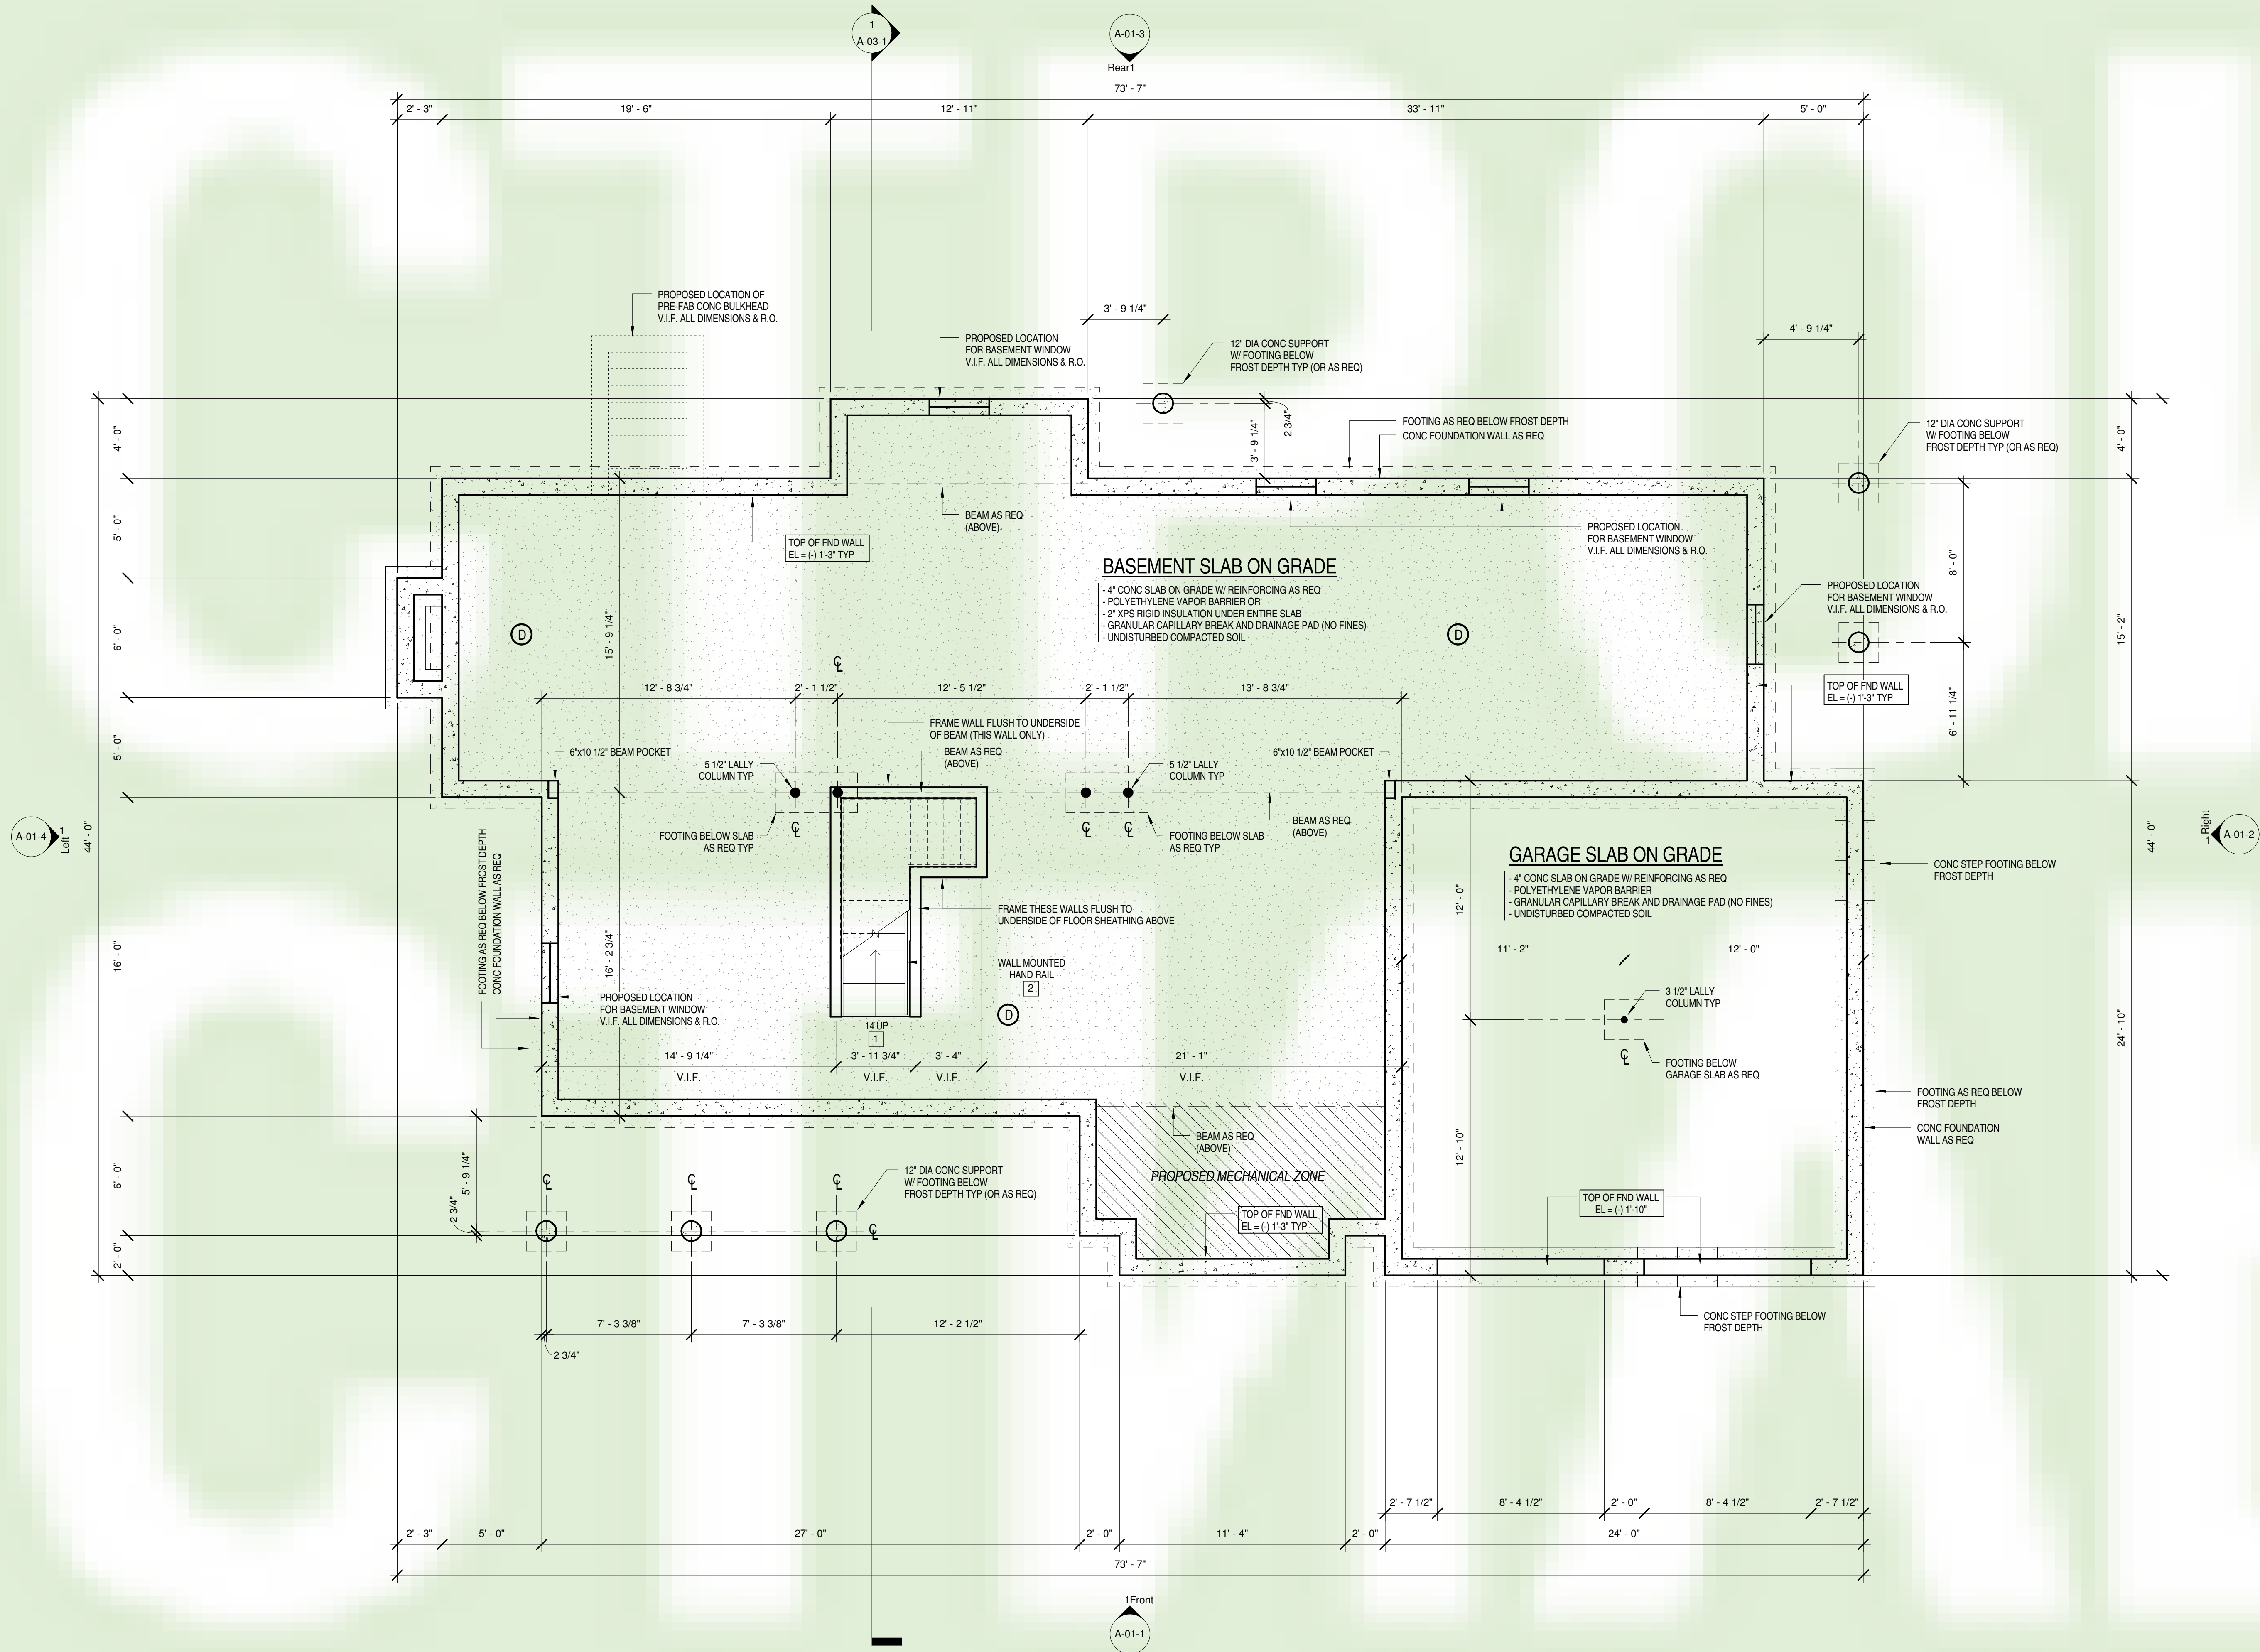 1
A-03-1
A-01-3
Rear1
73' - 7"
2' - 3"
19' - 6"
12' - 11"
33' - 11"
5' - 0"
PROPOSED LOCATION OF
PRE-FAB CONC BULKHEAD
V.I.F. ALL DIMENSIONS & R.O.
PROPOSED LOCATION
FOR BASEMENT WINDOW
V.I.F. ALL DIMENSIONS & R.O.
3' - 9 1/4"
12" DIA CONC SUPPORT
W/ FOOTING BELOW
FROST DEPTH TYP (OR AS REQ)
4' - 9 1/4"
3' - 9 1/4"
2 3/4"
FOOTING AS REQ BELOW FROST DEPTH
CONC FOUNDATION WALL AS REQ
12" DIA CONC SUPPORT
W/ FOOTING BELOW
FROST DEPTH TYP (OR AS REQ)
4' - 0"
4' - 0"
5' - 0"
BEAM AS REQ
(ABOVE)
TOP OF FND WALL
EL = (-) 1'-3" TYP
PROPOSED LOCATION
FOR BASEMENT WINDOW
V.I.F. ALL DIMENSIONS & R.O.
BASEMENT SLAB ON GRADE
- 4" CONC SLAB ON GRADE W/ REINFORCING AS REQ
- POLYETHYLENE VAPOR BARRIER OR
- 2" XPS RIGID INSULATION UNDER ENTIRE SLAB
- GRANULAR CAPILLARY BREAK AND DRAINAGE PAD (NO FINES)
- UNDISTURBED COMPACTED SOIL
8' - 0"
PROPOSED LOCATION
FOR BASEMENT WINDOW
V.I.F. ALL DIMENSIONS & R.O.
15' - 2"
6' - 0"
D
15' - 9 1/4"
D
TOP OF FND WALL
EL = (-) 1'-3" TYP
6' - 11 1/4"
5' - 0"
12' - 8 3/4"
2' - 1 1/2"
12' - 5 1/2"
2' - 1 1/2"
13' - 8 3/4"
FRAME WALL FLUSH TO UNDERSIDE
OF BEAM (THIS WALL ONLY)
6"x10 1/2" BEAM POCKET
BEAM AS REQ
(ABOVE)
6"x10 1/2" BEAM POCKET
5 1/2" LALLY
COLUMN TYP
5 1/2" LALLY
COLUMN TYP
FOOTING BELOW SLAB
AS REQ TYP
FOOTING BELOW SLAB
AS REQ TYP
BEAM AS REQ
(ABOVE)
A-01-4
1
Left
44' - 0"
44' - 0"
1
Right
A-01-2
FOOTING AS REQ BELOW FROST DEPTH
CONC FOUNDATION WALL AS REQ
GARAGE SLAB ON GRADE
- 4" CONC SLAB ON GRADE W/ REINFORCING AS REQ
- POLYETHYLENE VAPOR BARRIER
- GRANULAR CAPILLARY BREAK AND DRAINAGE PAD (NO FINES)
- UNDISTURBED COMPACTED SOIL
CONC STEP FOOTING BELOW
FROST DEPTH
12' - 0"
FRAME THESE WALLS FLUSH TO
UNDERSIDE OF FLOOR SHEATHING ABOVE
11' - 2"
12' - 0"
16' - 0"
16' - 2 3/4"
WALL MOUNTED
HAND RAIL
2
3 1/2" LALLY
COLUMN TYP
PROPOSED LOCATION
FOR BASEMENT WINDOW
V.I.F. ALL DIMENSIONS & R.O.
D
14 UP
1
24' - 10"
14' - 9 1/4"
3' - 11 3/4"
3' - 4"
21' - 1"
V.I.F.
V.I.F.
V.I.F.
V.I.F.
FOOTING BELOW
GARAGE SLAB AS REQ
FOOTING AS REQ BELOW
FROST DEPTH
CONC FOUNDATION
WALL AS REQ
BEAM AS REQ
(ABOVE)
12' - 10"
PROPOSED MECHANICAL ZONE
6' - 0"
5' - 9 1/4"
2 3/4"
12" DIA CONC SUPPORT
W/ FOOTING BELOW
FROST DEPTH TYP (OR AS REQ)
TOP OF FND WALL
EL = (-) 1'-3" TYP
TOP OF FND WALL
EL = (-) 1'-10"
2' - 0"
7' - 3 3/8"
7' - 3 3/8"
12' - 2 1/2"
2 3/4"
CONC STEP FOOTING BELOW
FROST DEPTH
2' - 7 1/2"
8' - 4 1/2"
2' - 0"
8' - 4 1/2"
2' - 7 1/2"
2' - 3"
5' - 0"
27' - 0"
2' - 0"
11' - 4"
2' - 0"
24' - 0"
73' - 7"
1Front
A-01-1